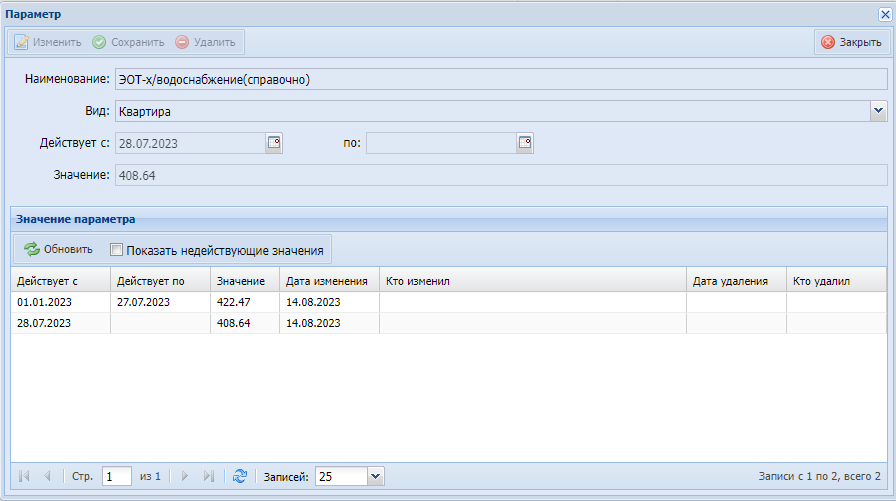 Параметр
Изменить Сохранить Удалить Закрыть
Наименование: ЭОТ-х/водоснабжение(справочно)
Вид: Квартира
Действует с: 28.07.2023 по:
Значение: 408.64
Значение параметра
Обновить Показать недействующие значения
Действует с Действует по Значение Дата изменения Кто изменил Дата удаления Кто удалил
01.01.2023 27.07.2023 422.47 14.08.2023
28.07.2023 408.64 14.08.2023
Стр. 1 из 1 Записей: 25 Записи с 1 по 2, всего 2